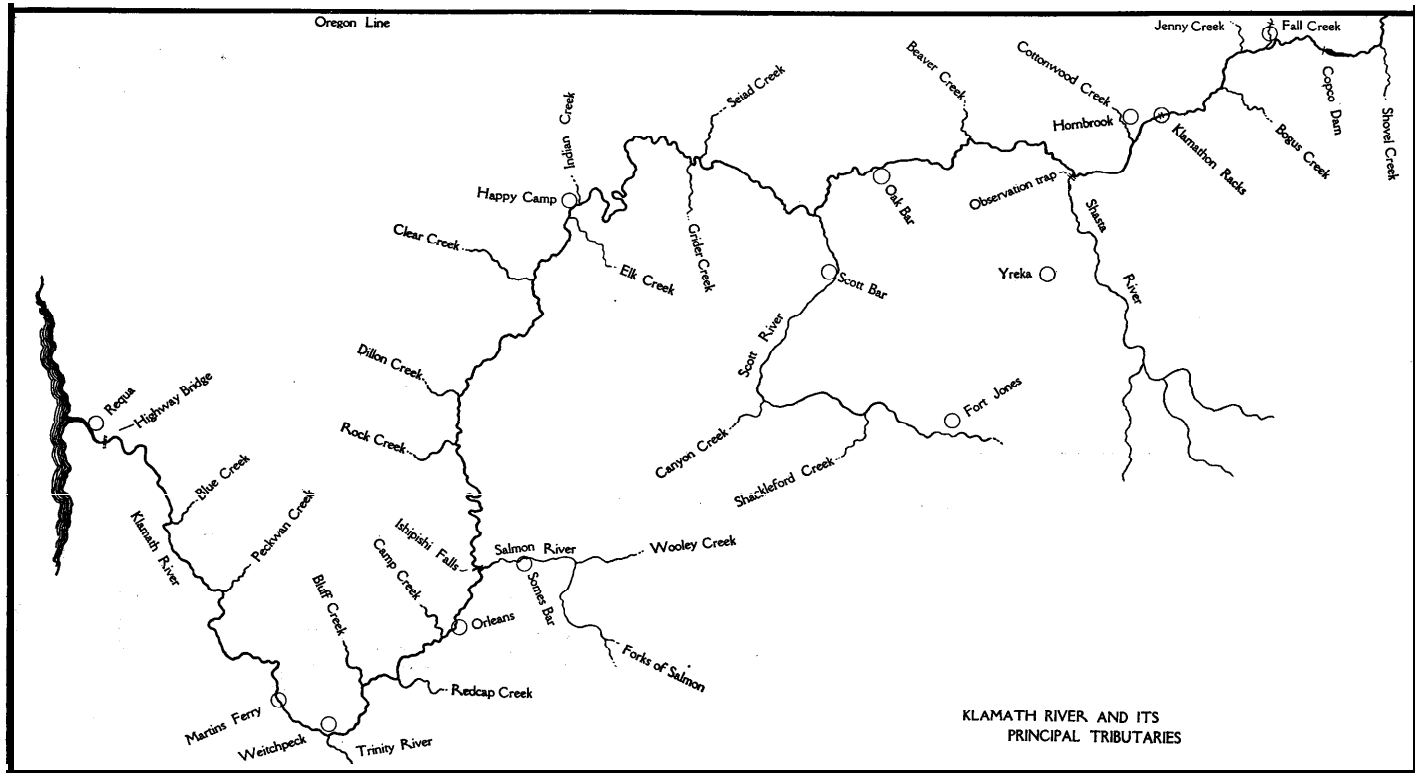 Oregon Line
Jenny Creek
Fall Creek
Beaver Creek
Cottonwood Creek
Copco Dam
Shovel Creek
Seiad Creek
Indian Creek
Hornbrook
Klamathon Racks
Bogus Creek
Happy Camp
Observation trap
Oak Bar
Shasta
River
Clear Creek
Elk Creek
Grider Creek
Scott Bar
Yreka
Scott River
Dillon Creek
Requa
Highway Bridge
Fort Jones
Rock Creek
Canyon Creek
Shackleford Creek
Blue Creek
Peckwan Creek
Klamath River
Ishipishi Falls
Camp Creek
Salmon River
Wooley Creek
Bluff Creek
Somes Bar
Orleans
Forks of Salmon
Redcap Creek
Martins Ferry
Weitchpeck
Trinity River
KLAMATH RIVER AND ITS
PRINCIPAL TRIBUTARIES